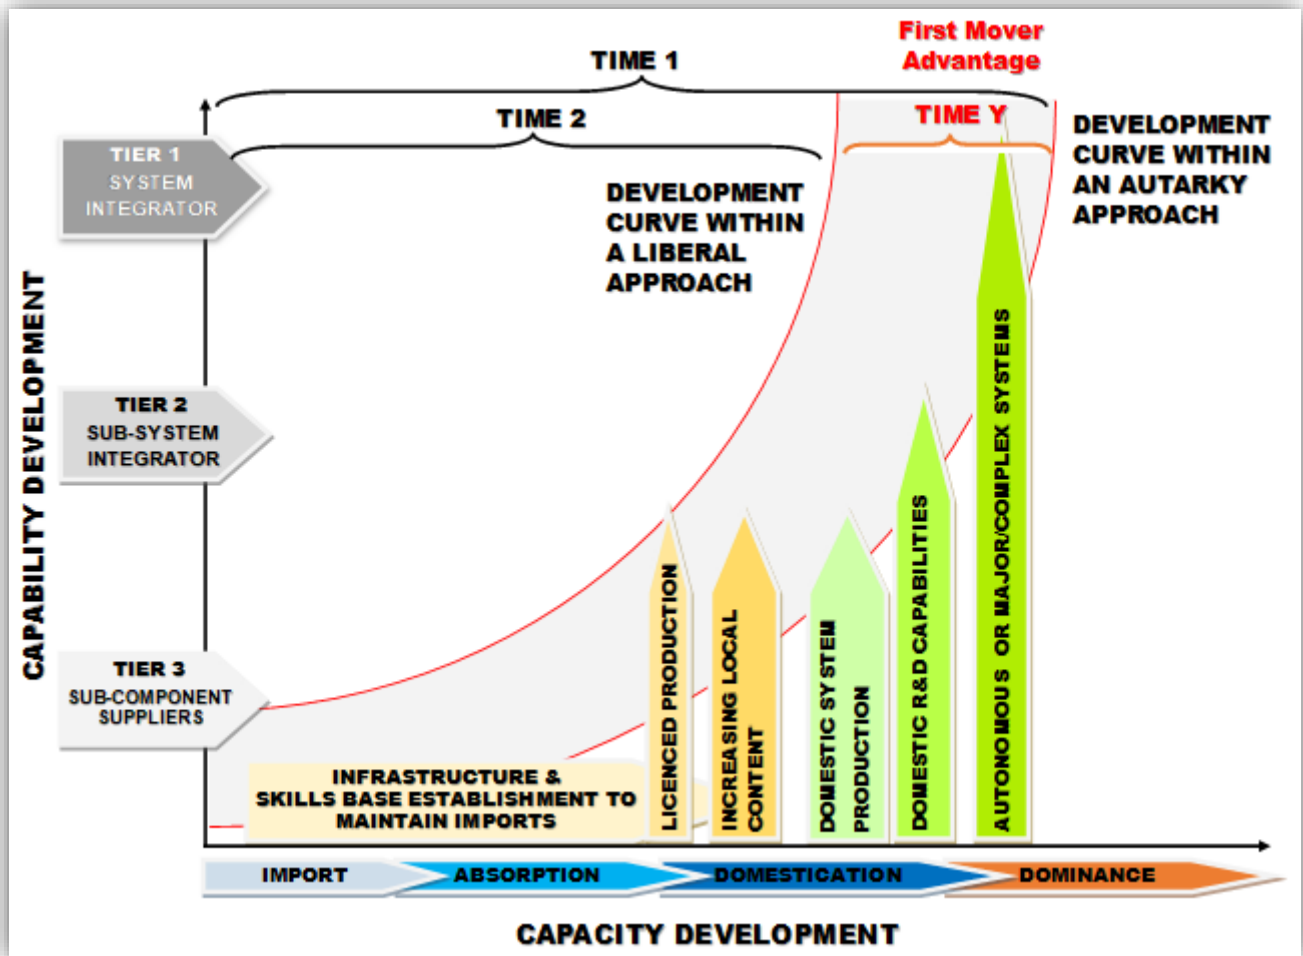 First Mover
Advantage
TIME 1
TIME 2
TIME Y
DEVELOPMENT
CURVE WITHIN
AN AUTARKY
APPROACH
DEVELOPMENT
CURVE WITHIN
A LIBERAL
APPROACH
CAPABILITY DEVELOPMENT
TIER 1
SYSTEM
INTEGRATOR
TIER 2
SUB-SYSTEM
INTEGRATOR
TIER 3
SUB-COMPONENT
SUPPLIERS
INFRASTRUCTURE &
SKILLS BASE ESTABLISHMENT TO
MAINTAIN IMPORTS
LICENCED PRODUCTION
INCREASING LOCAL
CONTENT
DOMESTIC SYSTEM
PRODUCTION
DOMESTIC R&D CAPABILITIES
AUTONOMOUS OR MAJOR/COMPLEX SYSTEMS
IMPORT
ABSORPTION
DOMESTICATION
DOMINANCE
CAPACITY DEVELOPMENT